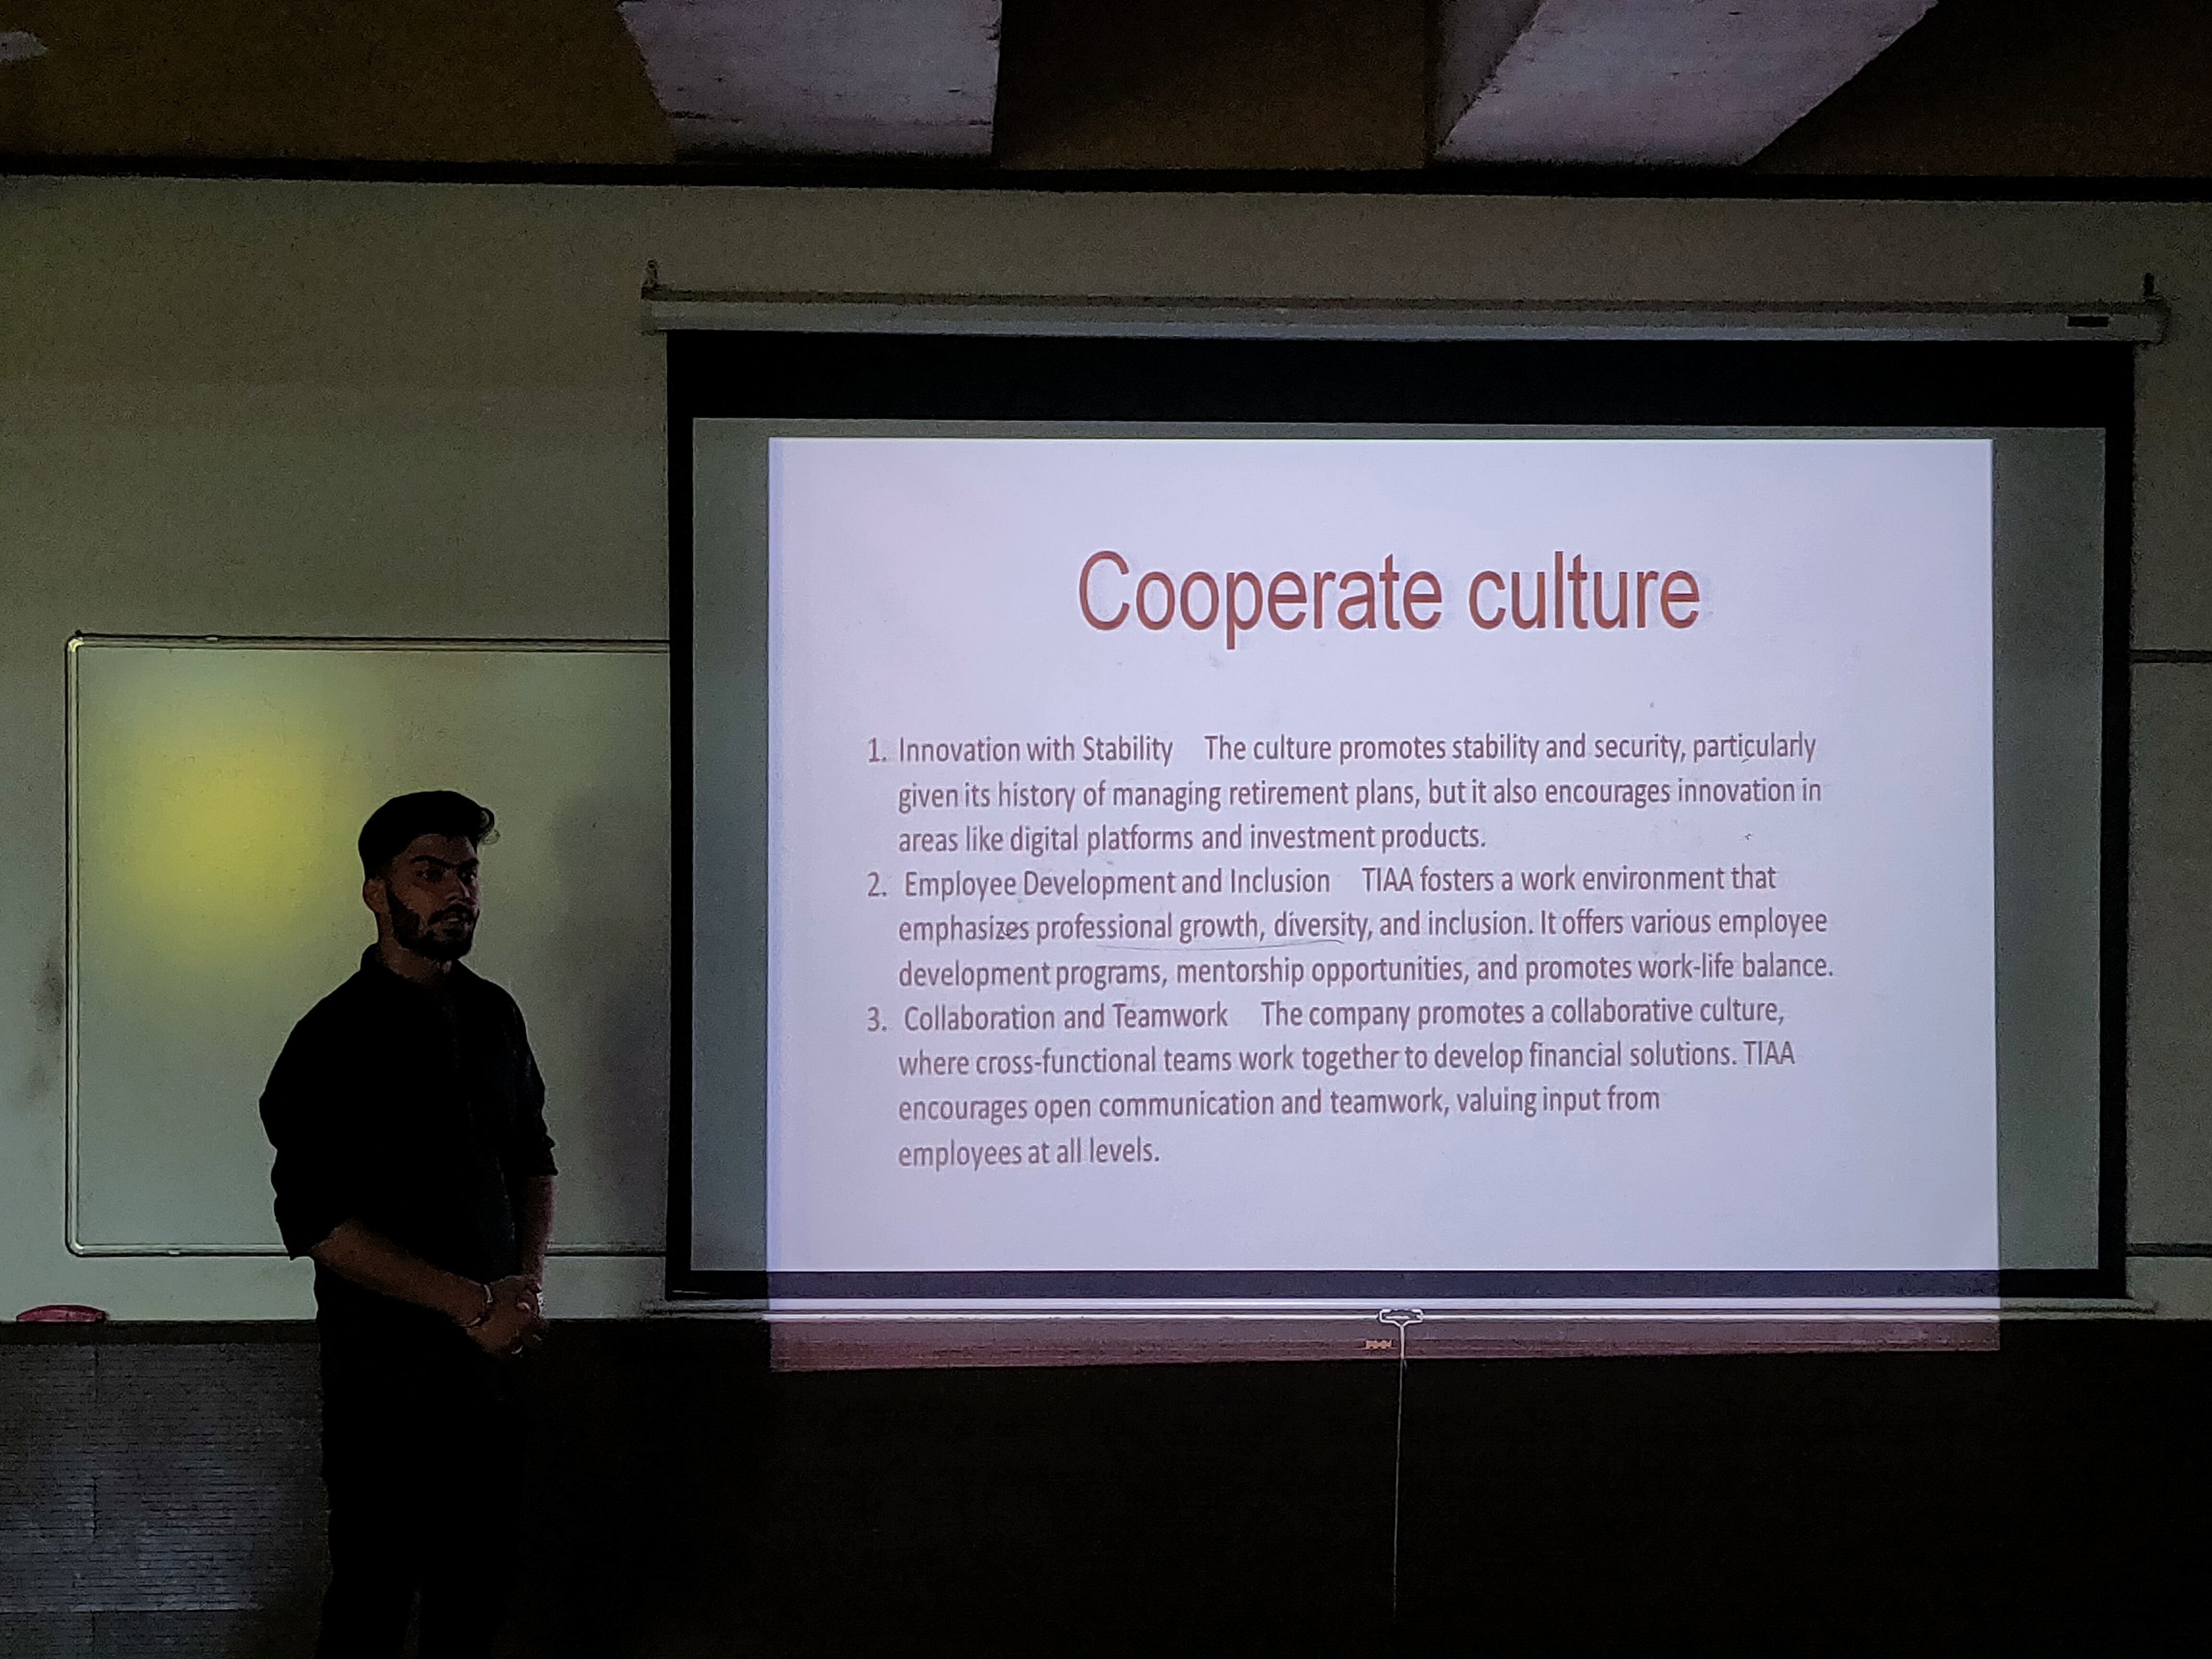 Cooperate culture
1. Innovation with Stability The culture promotes stability and security, particularly
given its history of managing retirement plans, but it also encourages innovation in
areas like digital platforms and investment products.
2. Employee Development and Inclusion TIAA fosters a work environment that
emphasizes professional growth, diversity, and inclusion. It offers various employee
development programs, mentorship opportunities, and promotes work-life balance.
3. Collaboration and Teamwork The company promotes a collaborative culture,
where cross-functional teams work together to develop financial solutions. TIAA
encourages open communication and teamwork, valuing input from
employees at all levels.